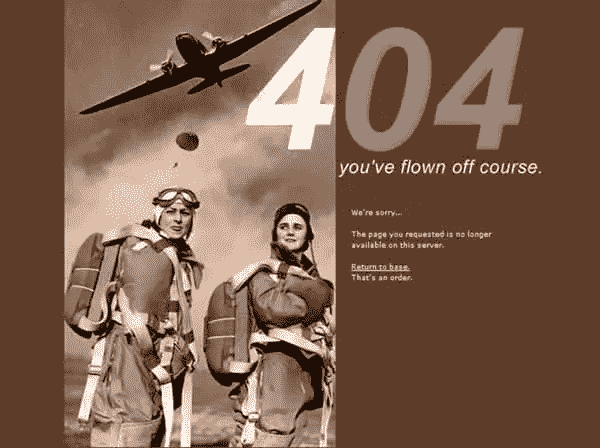 404
you've flown off course.
We're sorry...
The page you requested is no longer
available on this server.
Return to base.
That's an order.